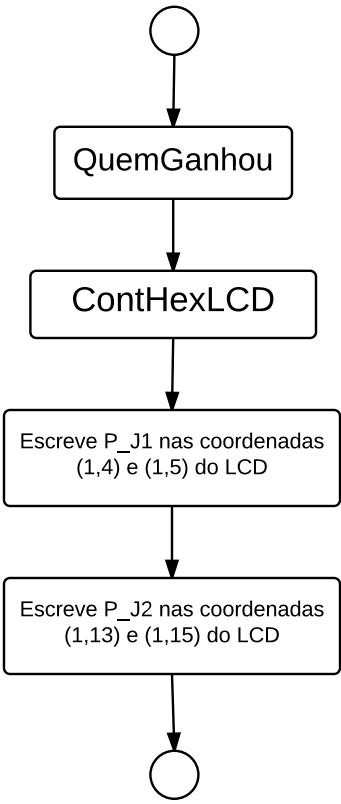 QuemGanhou
ContHexLCD
Escreve P_J1 nas coordenadas
(1,4) e (1,5) do LCD
Escreve P_J2 nas coordenadas
(1,13) e (1,15) do LCD